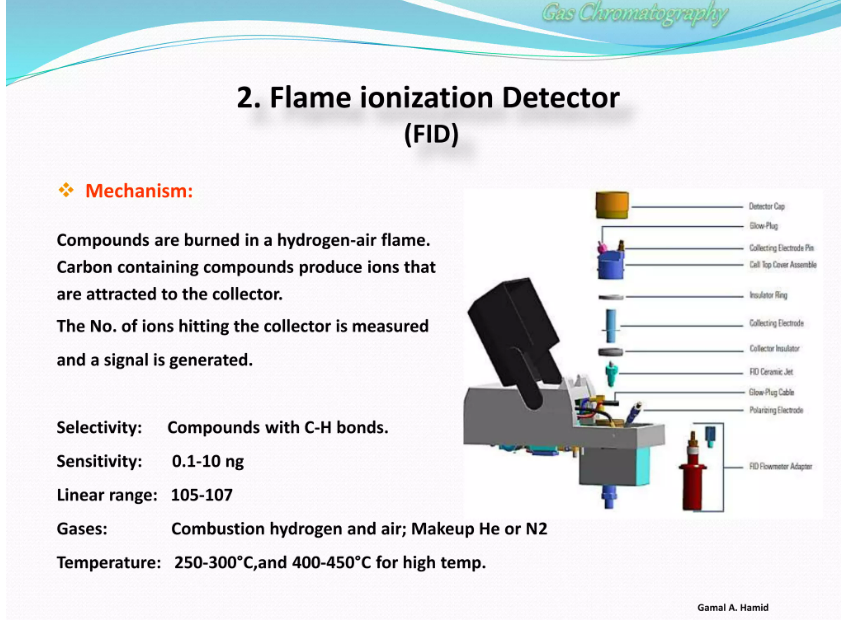 Gas Chromatography
2. Flame ionization Detector
(FID)
Mechanism:
Compounds are burned in a hydrogen-air flame.
Carbon containing compounds produce ions that
are attracted to the collector.
The No. of ions hitting the collector is measured
and a signal is generated.
Selectivity: Compounds with C-H bonds.
Sensitivity: 0.1-10 ng
Linear range: 105-107
Gases: Combustion hydrogen and air; Makeup He or N2
Temperature: 250-300°C,and 400-450°C for high temp.
Detector Cap
Glow-Plug
Collecting Electrode Pin
Cell Top Cover Assemble
Insulator Ring
Collecting Electrode
Collector Insulator
FID Ceramic Jet
Glow-Plug Cable
Polarizing Electrode
FID Flowmeter Adapter
Gamal A. Hamid